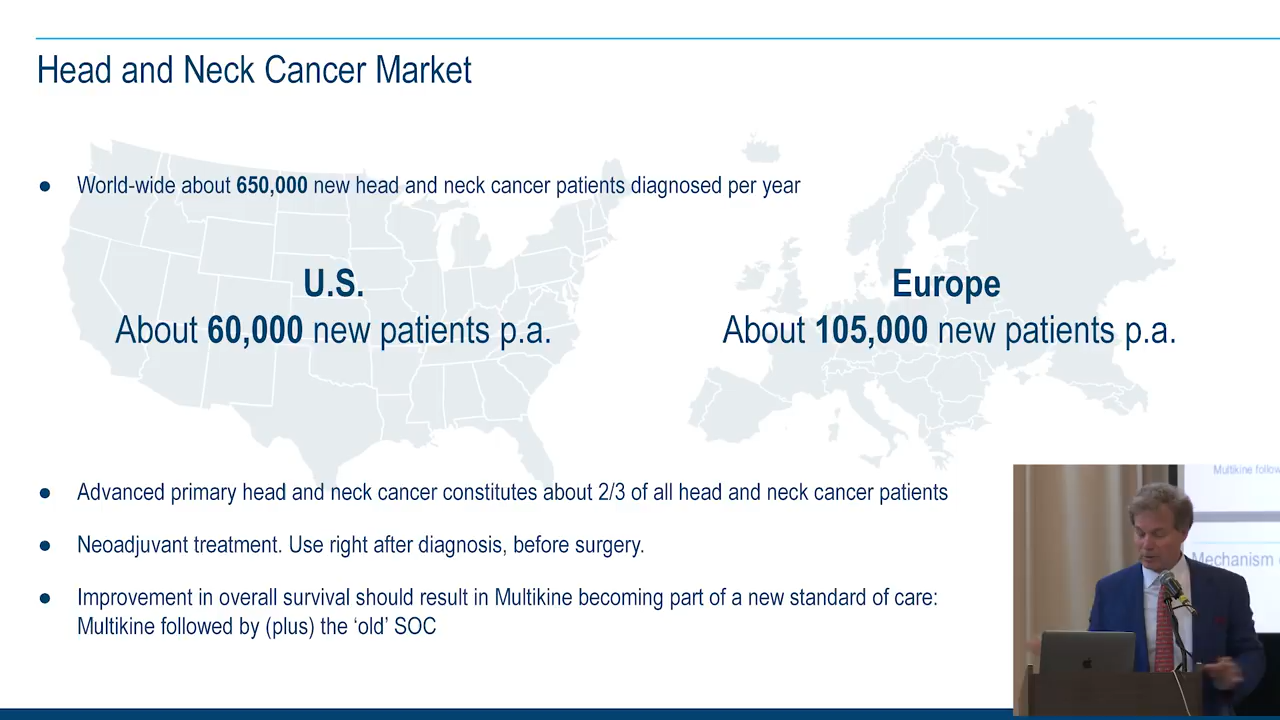 Head and Neck Cancer Market
● World-wide about 650,000 new head and neck cancer patients diagnosed per year
U.S.
About 60,000 new patients p.a.
Europe
About 105,000 new patients p.a.
● Advanced primary head and neck cancer constitutes about 2/3 of all head and neck cancer patients
● Neoadjuvant treatment. Use right after diagnosis, before surgery.
● Improvement in overall survival should result in Multikine becoming part of a new standard of care:
Multikine followed by (plus) the ‘old’ SOC
Multikine
Mechanism